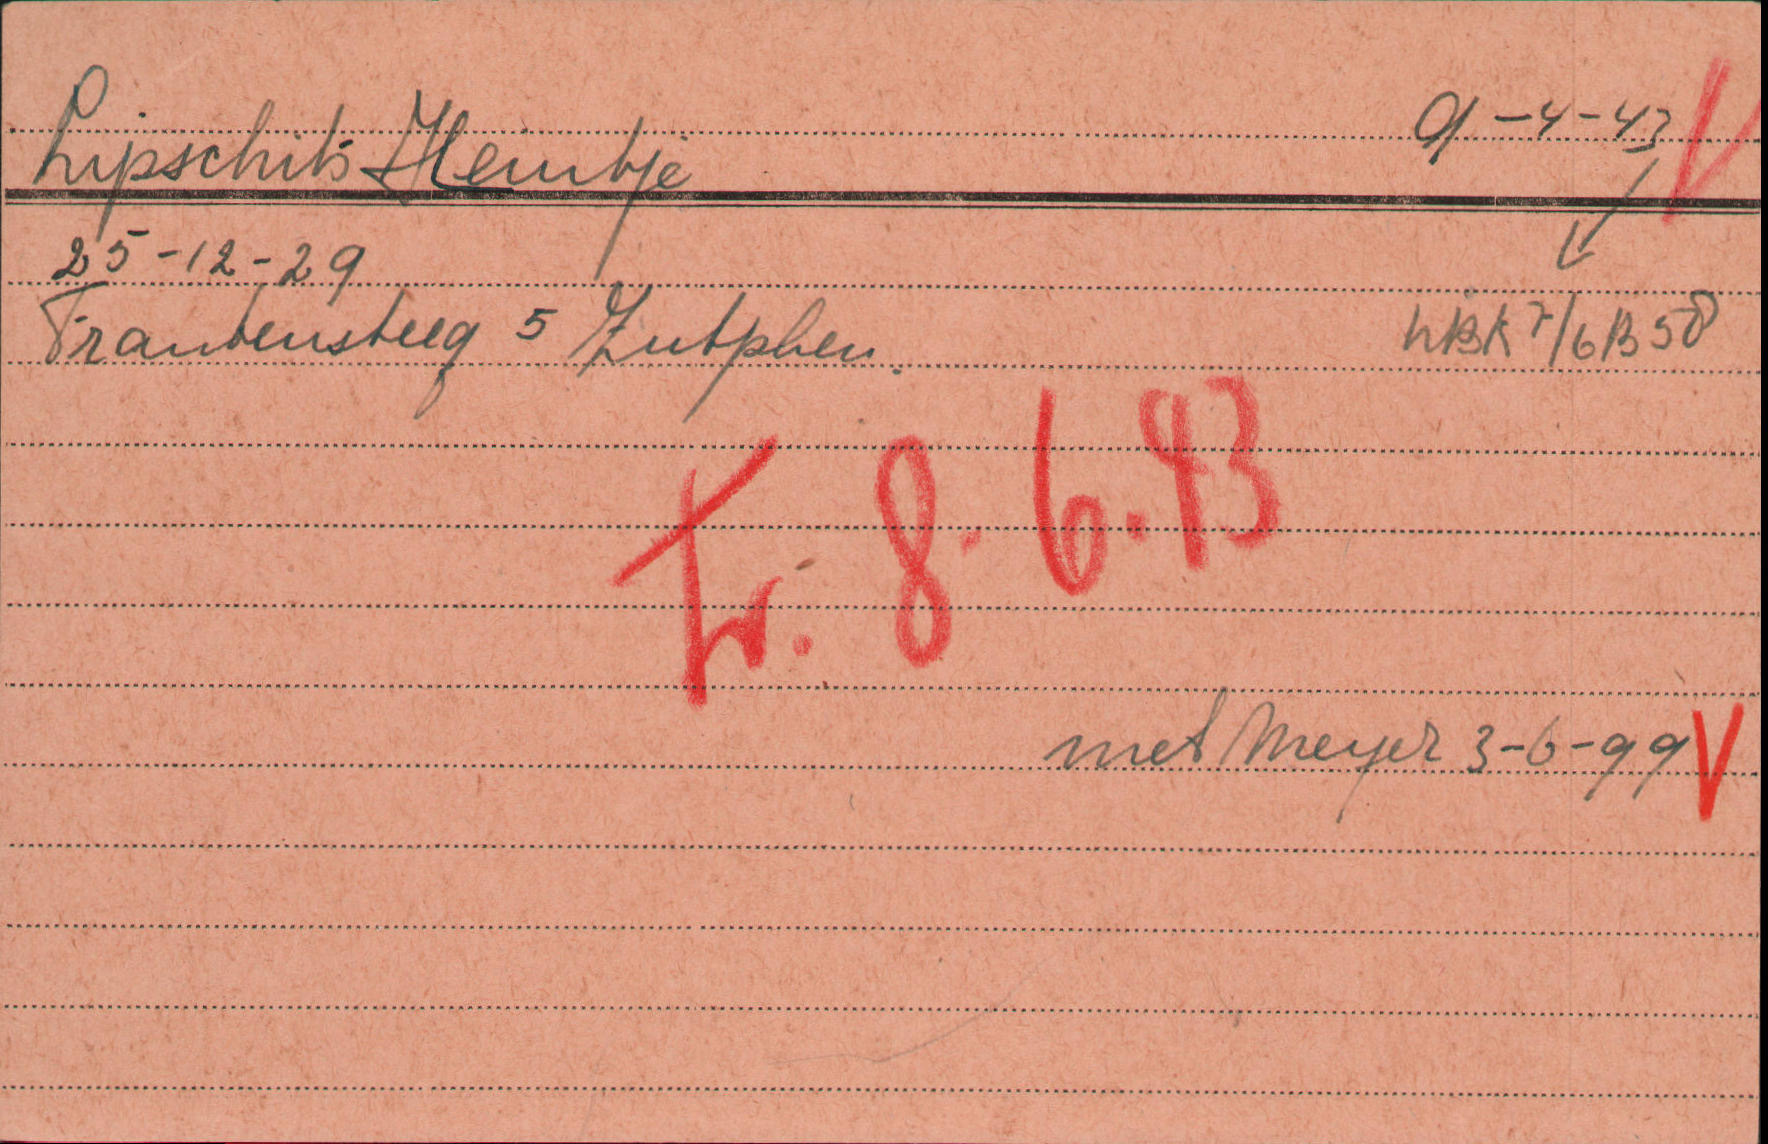 Lipschits Heintje 9-4-43 V
25-12-29
Traubensteeg 5 Zutphen LBK 7/6 B 58
Tr. 8.6.43
met Meyer 3-6-99 V